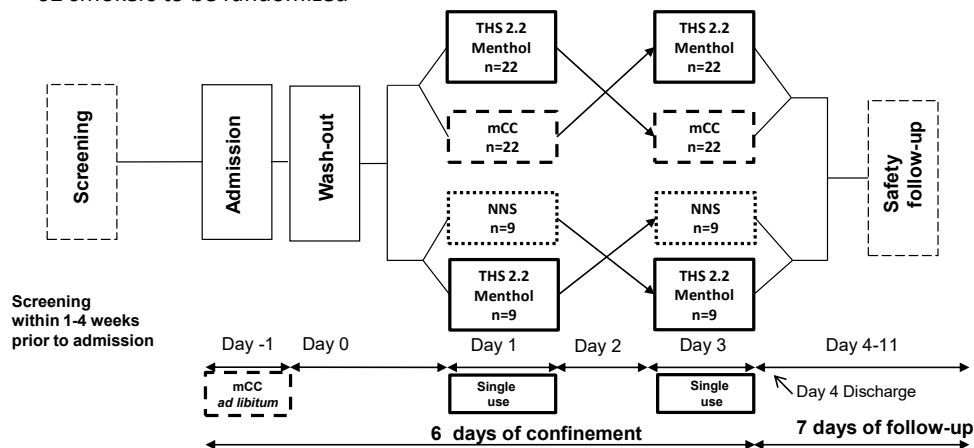 Screening
Admission
Wash-out
THS 2.2
Menthol
n=22
mCC
n=22
NNS
n=9
THS 2.2
Menthol
n=9
THS 2.2
Menthol
n=22
mCC
n=22
NNS
n=9
THS 2.2
Menthol
n=9
Safety
follow-up
Screening
within 1-4 weeks
prior to admission
Day -1
Day 0
Day 1
Day 2
Day 3
Day 4-11
mCC
ad libitum
Single
use
Single
use
Day 4 Discharge
6 days of confinement
7 days of follow-up